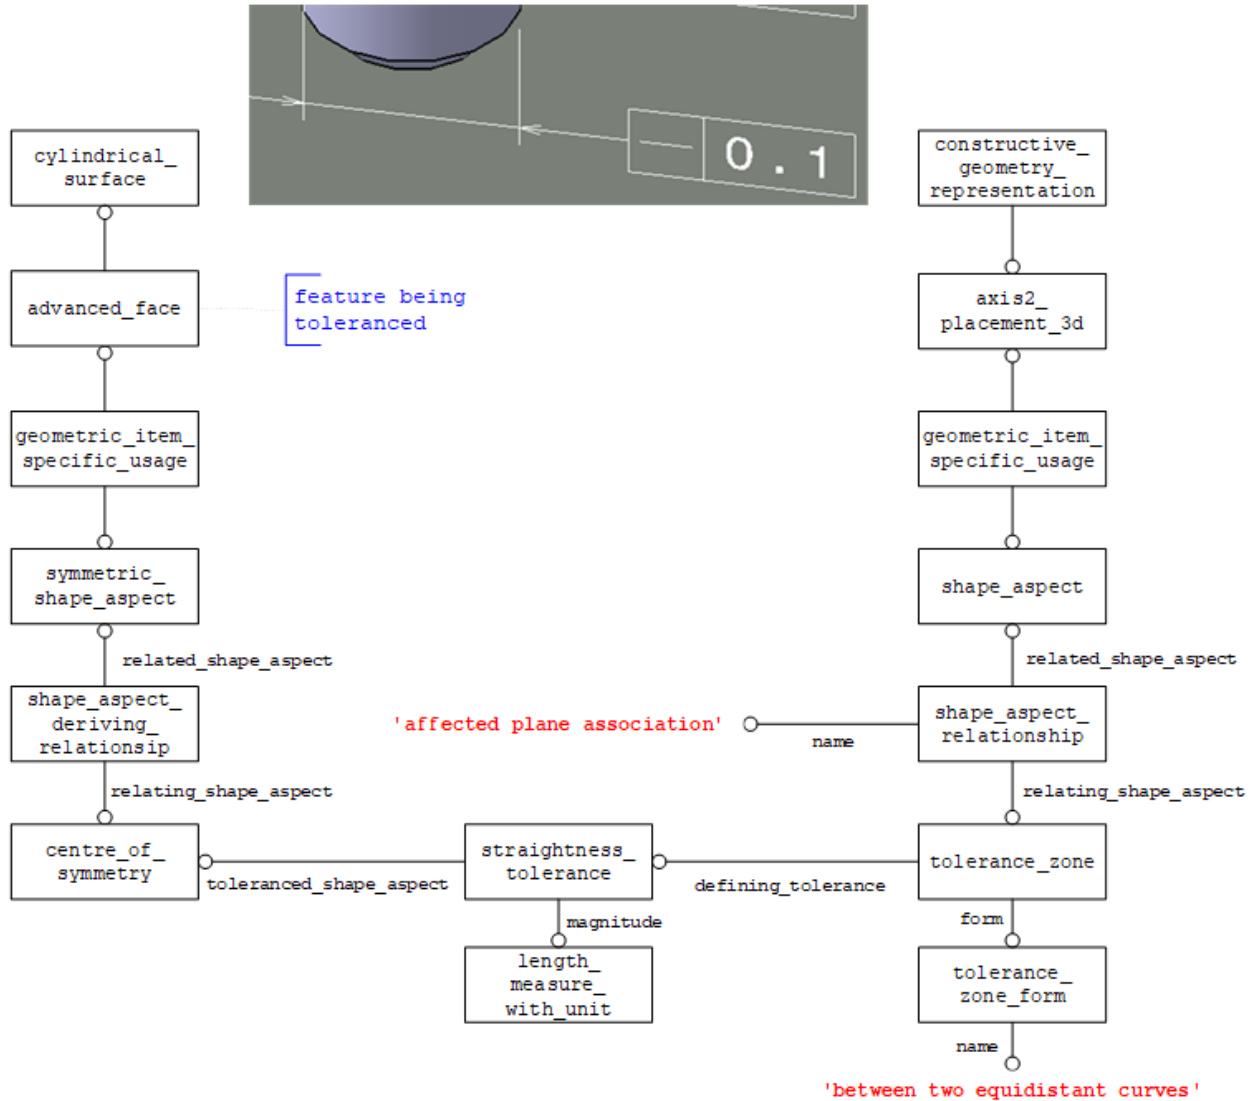 0.1
cylindrical_
surface
constructive_
geometry_
representation
advanced_face
feature being
toleranced
axis2_
placement_3d
geometric_item_
specific_usage
geometric_item_
specific_usage
symmetric_
shape_aspect
shape_aspect
related_shape_aspect
related_shape_aspect
shape_aspect_
deriving_
relationsip
'affected plane association'
name
shape_aspect_
relationship
relating_shape_aspect
relating_shape_aspect
centre_of_
symmetry
toleranced_shape_aspect
straightness_
tolerance
defining_tolerance
tolerance_zone
magnitude
form
length_
measure_
with_unit
tolerance_
zone_form
name
'between two equidistant curves'